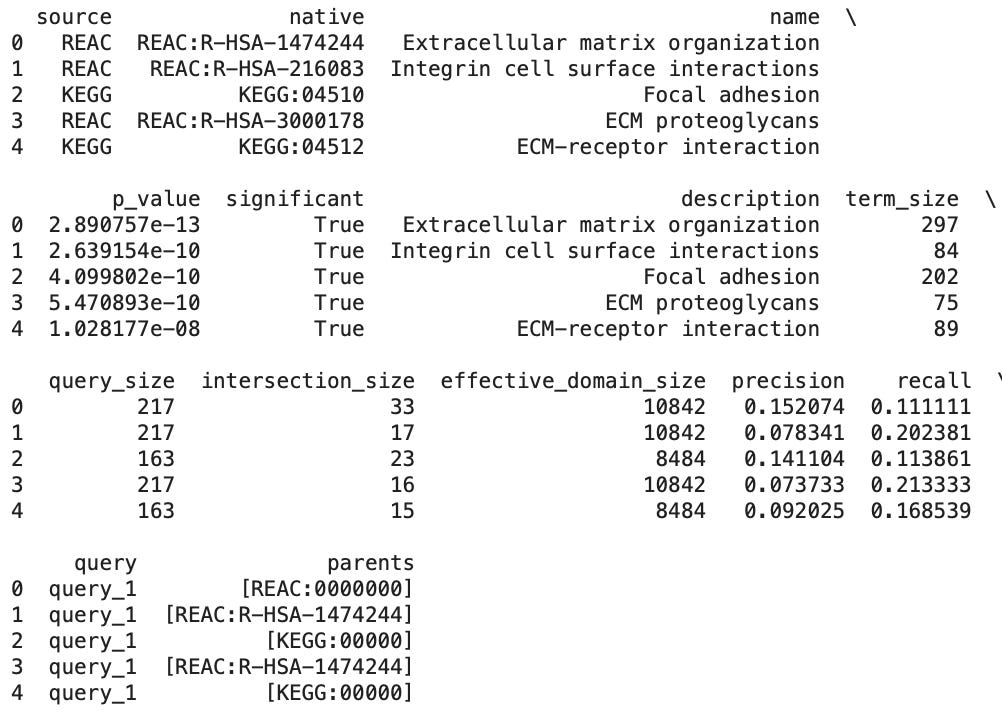 source native name \
0 REAC REAC:R-HSA-1474244 Extracellular matrix organization
1 REAC REAC:R-HSA-216083 Integrin cell surface interactions
2 KEGG KEGG:04510 Focal adhesion
3 REAC REAC:R-HSA-3000178 ECM proteoglycans
4 KEGG KEGG:04512 ECM-receptor interaction
p_value significant description term_size \
0 2.890757e-13 True Extracellular matrix organization 297
1 2.639154e-10 True Integrin cell surface interactions 84
2 4.099802e-10 True Focal adhesion 202
3 5.470893e-10 True ECM proteoglycans 75
4 1.028177e-08 True ECM-receptor interaction 89
query_size intersection_size effective_domain_size precision recall \
0 217 33 10842 0.152074 0.111111
1 217 17 10842 0.078341 0.202381
2 163 23 8484 0.141104 0.113861
3 217 16 10842 0.073733 0.213333
4 163 15 8484 0.092025 0.168539
query parents
0 query_1 [REAC:0000000]
1 query_1 [REAC:R-HSA-1474244]
2 query_1 [KEGG:00000]
3 query_1 [REAC:R-HSA-1474244]
4 query_1 [KEGG:00000]